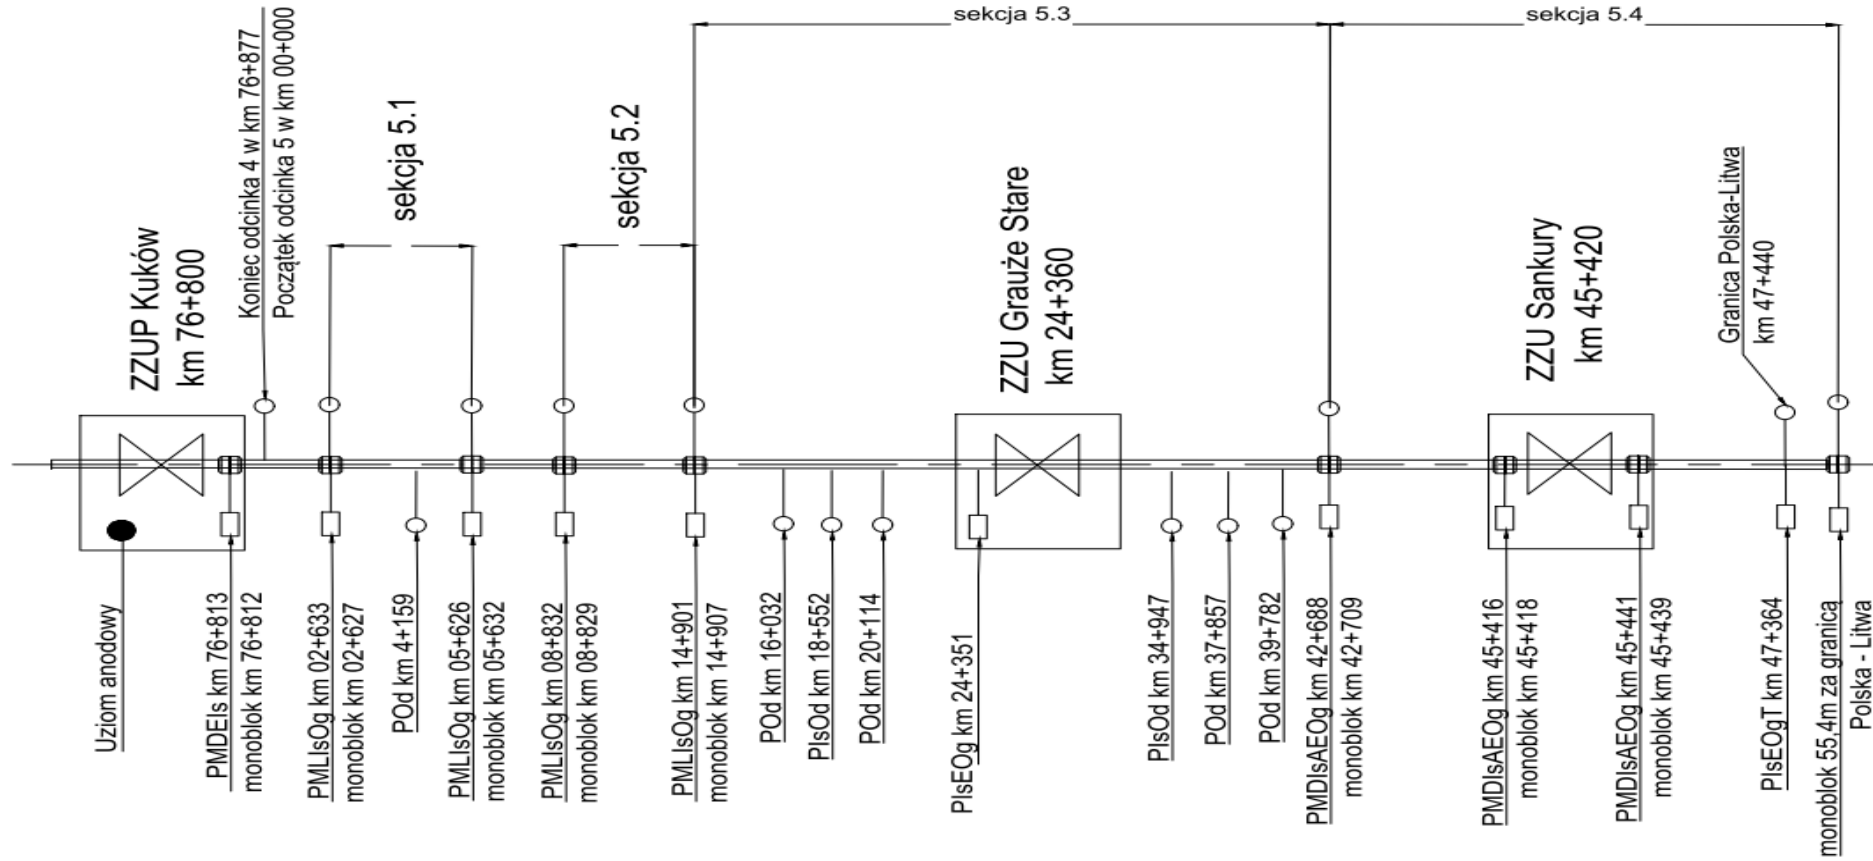 sekcja 5.3
sekcja 5.4
Koniec odcinka 4 w km 76+877
Początek odcinka 5 w km 00+000
sekcja 5.1
sekcja 5.2
ZZUP Kuków
km 76+800
ZZU Grauże Stare
km 24+360
ZZU Sankury
km 45+420
Granica Polska-Litwa
km 47+440
Uziom anodowy
PMDEIs km 76+813
monoblok km 76+812
PMLIsOg km 02+633
monoblok km 02+627
POd km 4+159
PMLIsOg km 05+626
monoblok km 05+632
PMLIsOg km 08+832
monoblok km 08+829
PMLIsOg km 14+901
monoblok km 14+907
POd km 16+032
PIsOd km 18+552
POd km 20+114
PIsEOg km 24+351
PIsOd km 34+947
POd km 37+857
POd km 39+782
PMDIsAEOg km 42+688
monoblok km 42+709
PMDIsAEOg km 45+416
monoblok km 45+418
PMDIsAEOg km 45+441
monoblok km 45+439
PIsEOgT km 47+364
monoblok 55,4m za granicą
Polska - Litwa